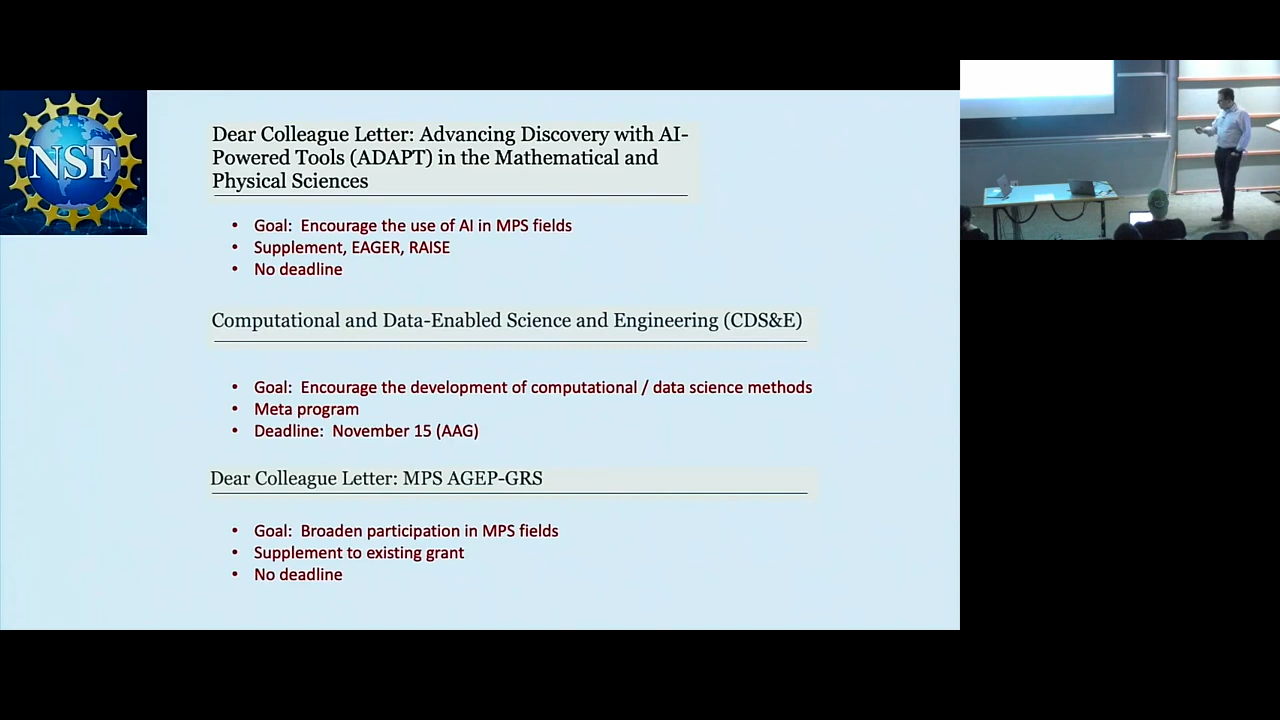 NSF
Dear Colleague Letter: Advancing Discovery with AI-
Powered Tools (ADAPT) in the Mathematical and
Physical Sciences
• Goal: Encourage the use of AI in MPS fields
• Supplement, EAGER, RAISE
• No deadline
Computational and Data-Enabled Science and Engineering (CDS&E)
• Goal: Encourage the development of computational / data science methods
• Meta program
• Deadline: November 15 (AAG)
Dear Colleague Letter: MPS AGEP-GRS
• Goal: Broaden participation in MPS fields
• Supplement to existing grant
• No deadline